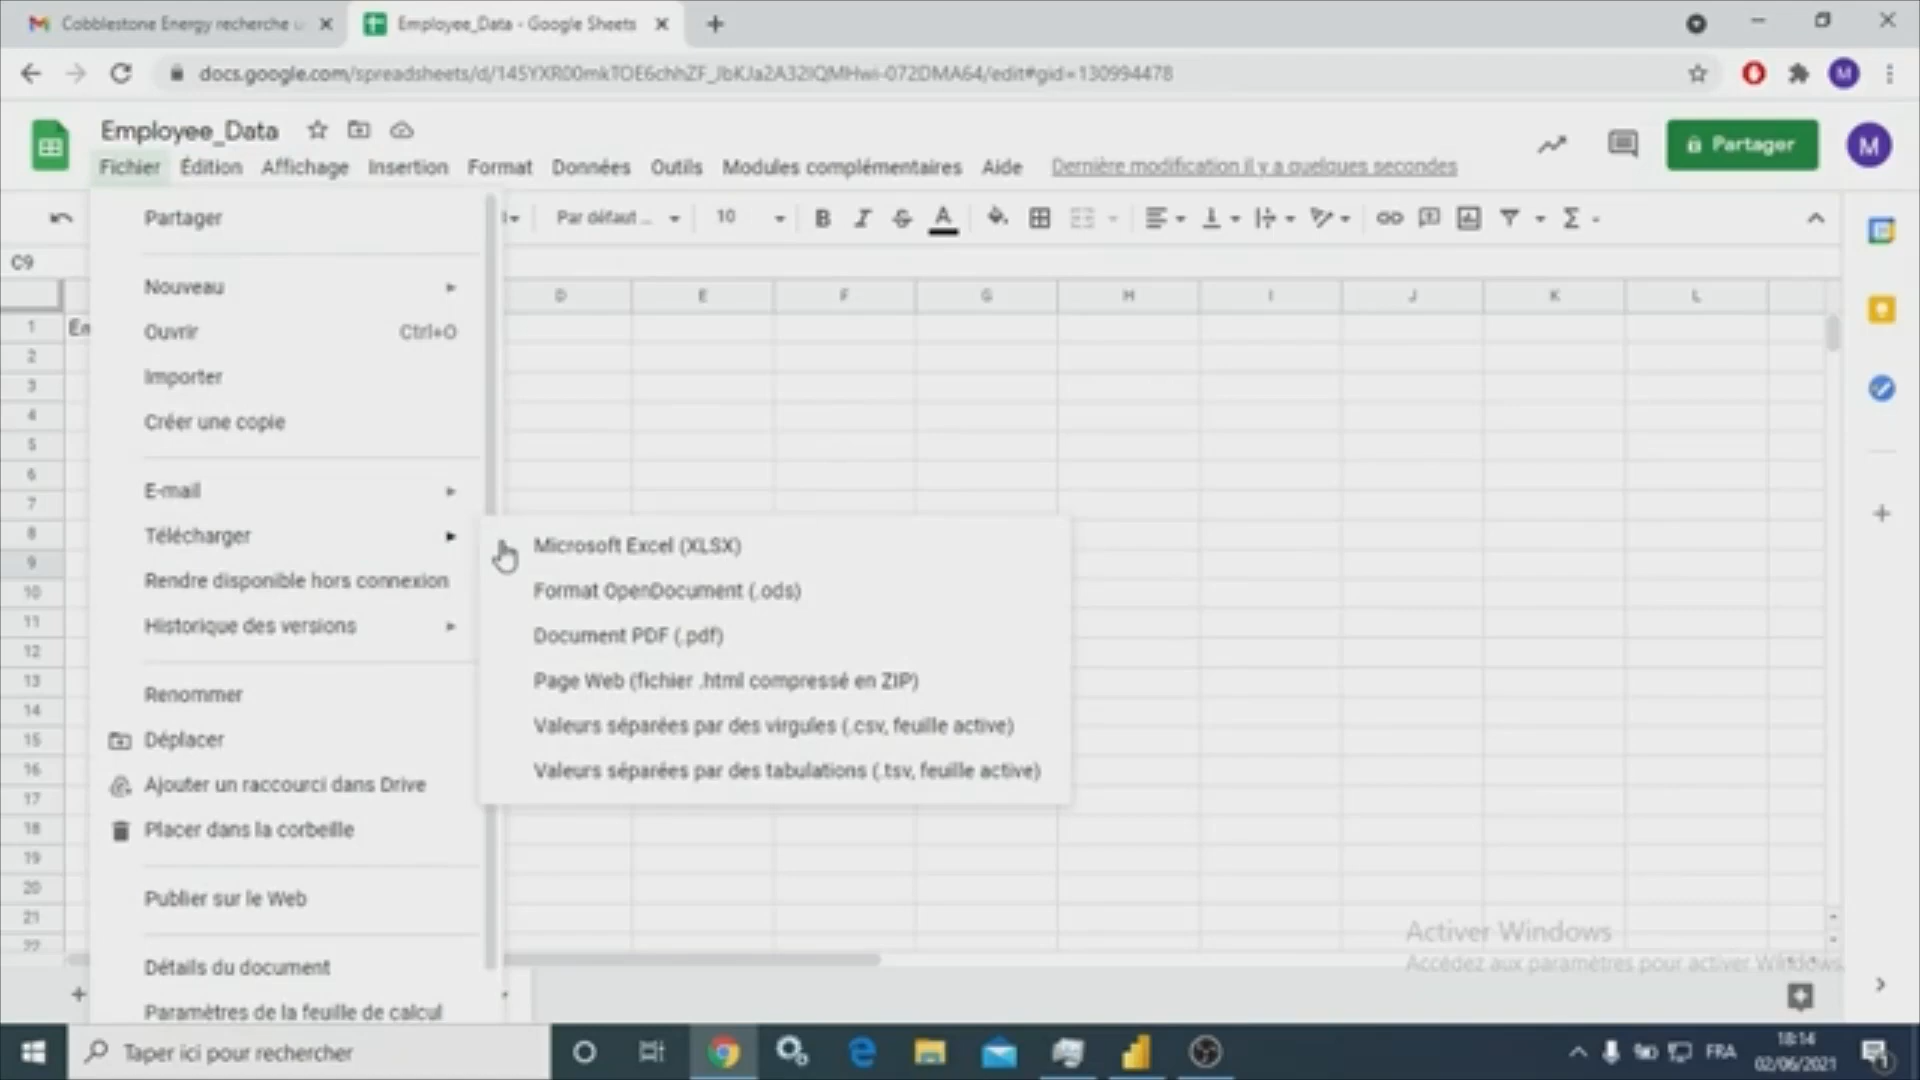 Cobblestone Energy recherche u
Employee_Data - Google Sheets
docs.google.com/spreadsheets/d/145YXR00mkTOE6chhZF_JbKJa2A32IQMHwi-072DMA64/edit#gid=130994478
Employee_Data
Fichier Édition Affichage Insertion Format Données Outils Modules complémentaires Aide Dernière modification il y a quelques secondes
Partager
M
Par défaut ... 10
C9
D E F G H I J K L
Partager
Nouveau
Ouvrir Ctrl+O
Importer
Créer une copie
E-mail
Télécharger
Rendre disponible hors connexion
Historique des versions
Renommer
Déplacer
Ajouter un raccourci dans Drive
Placer dans la corbeille
Publier sur le Web
Détails du document
Paramètres de la feuille de calcul
Microsoft Excel (XLSX)
Format OpenDocument (.ods)
Document PDF (.pdf)
Page Web (fichier .html compressé en ZIP)
Valeurs séparées par des virgules (.csv, feuille active)
Valeurs séparées par des tabulations (.tsv, feuille active)
1 Em
2
3
4
5
6
7
8
9
10
11
12
13
14
15
16
17
18
19
20
21
22
Activer Windows
Accédez aux paramètres pour activer Windows.
Taper ici pour rechercher
FRA
18:14
02/06/2021